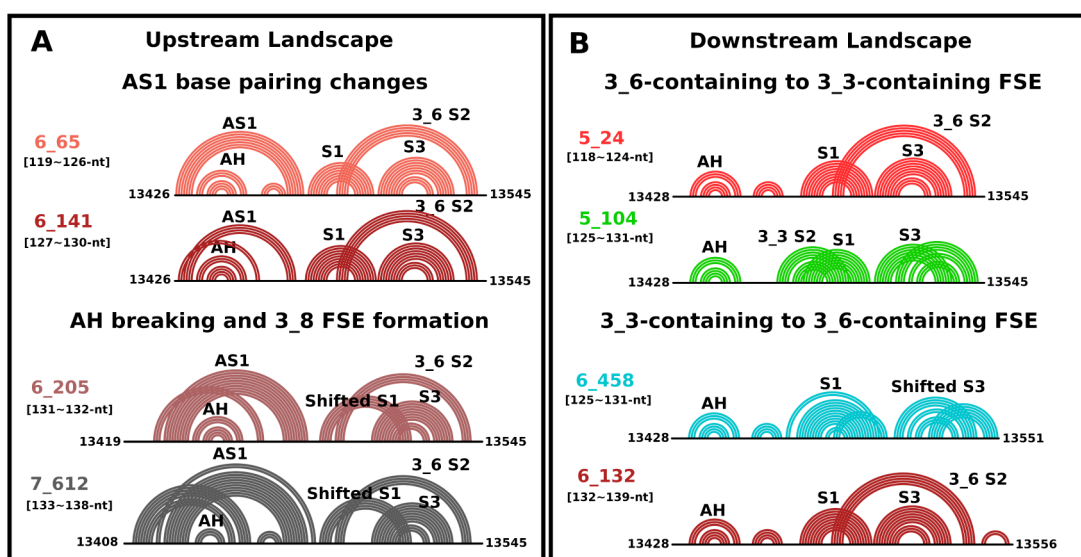 A
Upstream Landscape
AS1 base pairing changes
6_65
[119~126-nt]
AS1
AH
S1
3_6 S2
S3
13426
13545
6_141
[127~130-nt]
AS1
AH
S1
3_6 S2
S3
13426
13545
AH breaking and 3_8 FSE formation
6_205
[131~132-nt]
AS1
AH
Shifted S1
3_6 S2
S3
13419
13545
7_612
[133~138-nt]
AS1
AH
Shifted S1
3_6 S2
S3
13408
13545
B
Downstream Landscape
3_6-containing to 3_3-containing FSE
5_24
[118~124-nt]
AH
S1
3_6 S2
S3
13428
13545
5_104
[125~131-nt]
AH
3_3 S2
S1
S3
13428
13545
3_3-containing to 3_6-containing FSE
6_458
[125~131-nt]
AH
S1
Shifted S3
13428
13551
6_132
[132~139-nt]
AH
S1
S3
3_6 S2
13428
13556